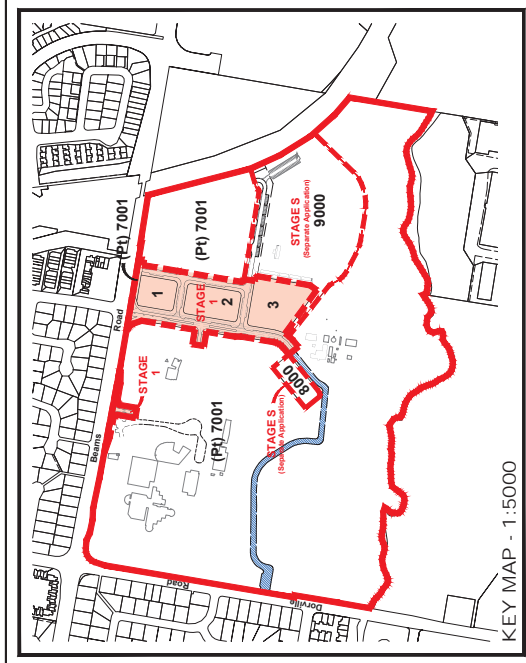 (Pt) 7001
(Pt) 7001
Road
Beams
1
STAGE
1
2
3
STAGE
1
(Pt) 7001
STAGE S
(Separate Application)
9000
8000
STAGE S
(Separate Application)
Road
Dorville
KEY MAP - 1:5000